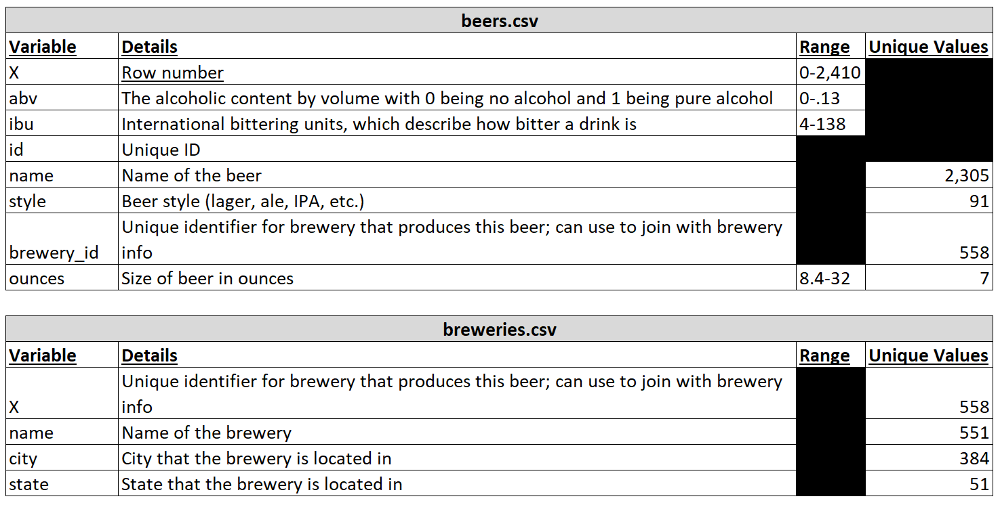 beers.csv
Variable Details Range Unique Values
X Row number 0-2,410
abv The alcoholic content by volume with 0 being no alcohol and 1 being pure alcohol 0-.13
ibu International bittering units, which describe how bitter a drink is 4-138
id Unique ID
name Name of the beer 2,305
style Beer style (lager, ale, IPA, etc.) 91
Unique identifier for brewery that produces this beer; can use to join with brewery
brewery_id info 558
ounces Size of beer in ounces 8.4-32 7
breweries.csv
Variable Details Range Unique Values
Unique identifier for brewery that produces this beer; can use to join with brewery
X info 558
name Name of the brewery 551
city City that the brewery is located in 384
state State that the brewery is located in 51